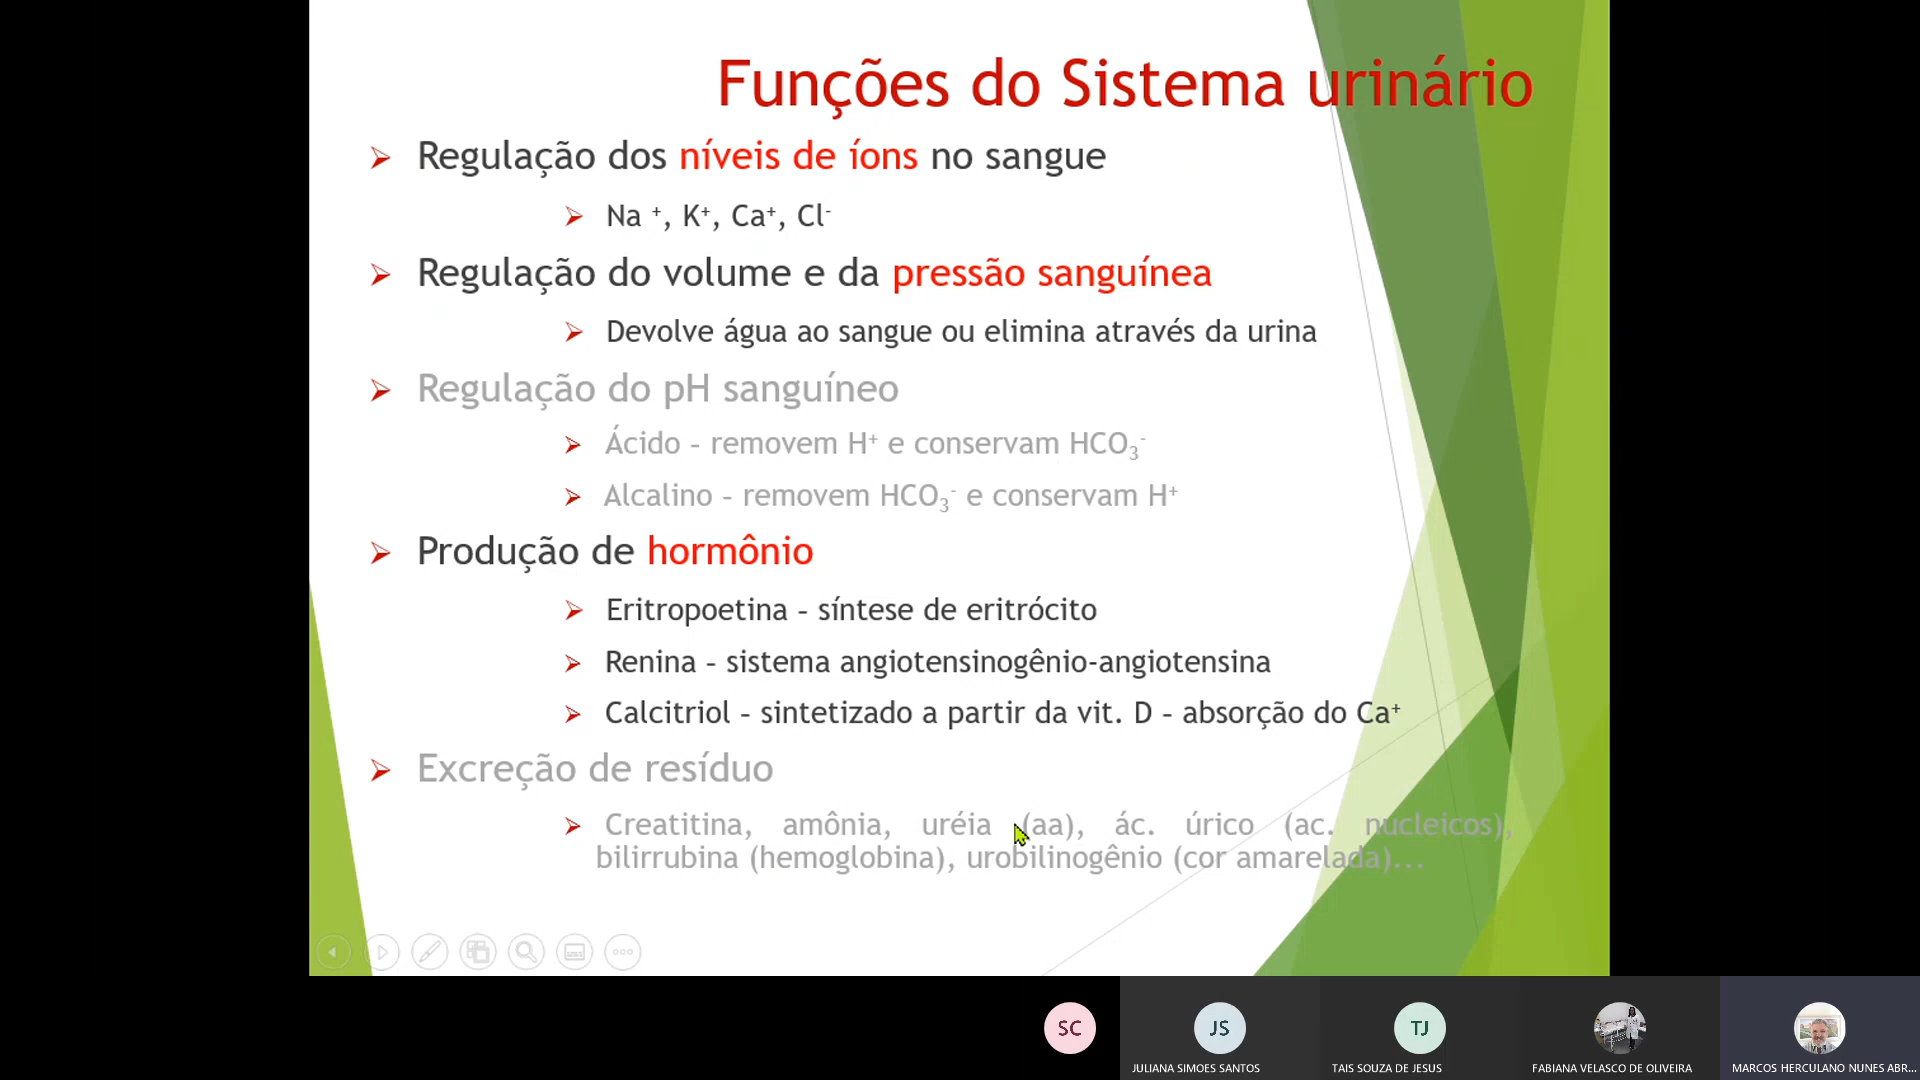 Funções do Sistema urinário
Regulação dos níveis de íons no sangue
Na ⁺, K⁺, Ca⁺, Cl⁻
Regulação do volume e da pressão sanguínea
Devolve água ao sangue ou elimina através da urina
Regulação do pH sanguíneo
Ácido – removem H⁺ e conservam HCO₃⁻
Alcalino – removem HCO₃⁻ e conservam H⁺
Produção de hormônio
Eritropoetina – síntese de eritrócito
Renina – sistema angiotensinogênio-angiotensina
Calcitriol – sintetizado a partir da vit. D – absorção do Ca⁺
Excreção de resíduo
Creatitina, amônia, uréia (aa), ác. úrico (ac. nucleicos),
bilirrubina (hemoglobina), urobilinogênio (cor amarelada)...
SC
JS
TJ
JULIANA SIMOES SANTOS
TAIS SOUZA DE JESUS
FABIANA VELASCO DE OLIVEIRA
MARCOS HERCULANO NUNES ABR...